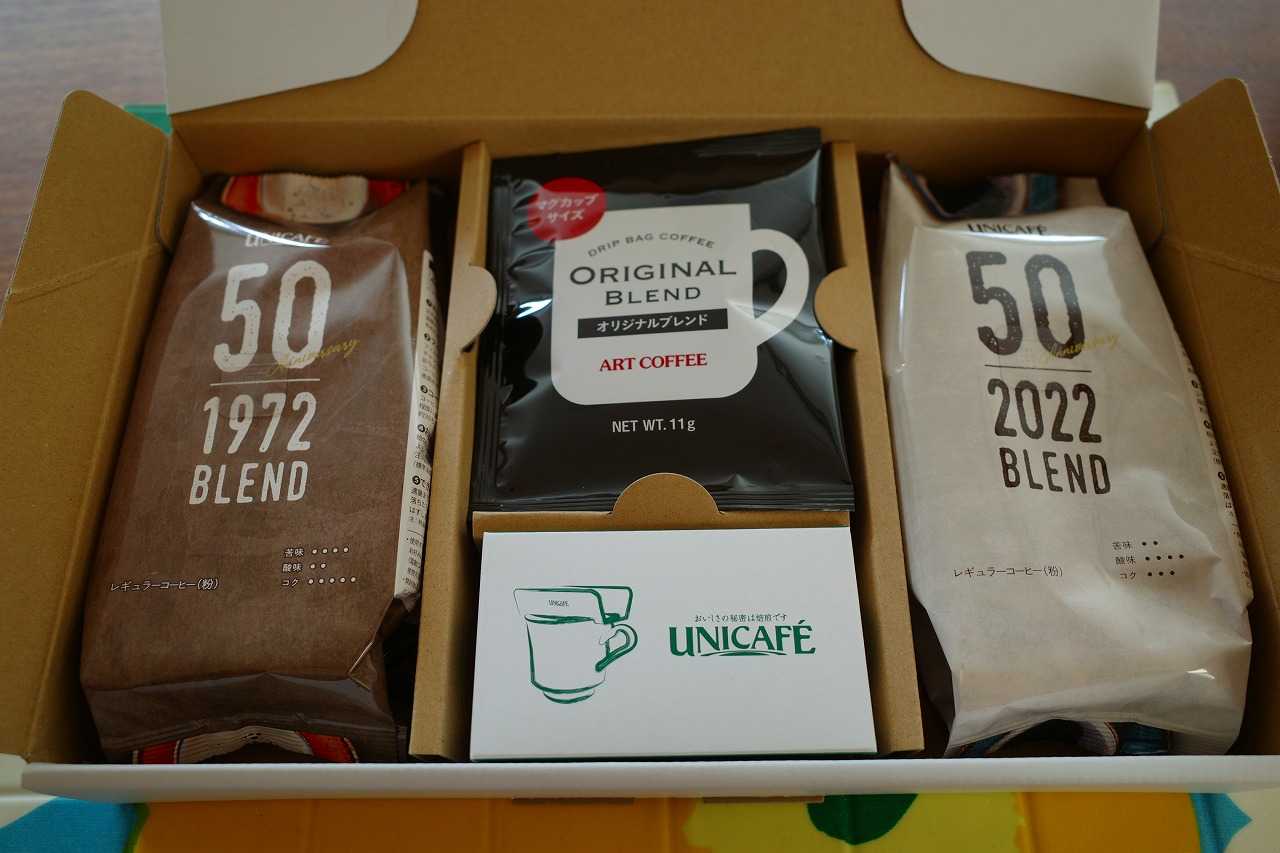 UNICAFÉ
50
Anniversary
1972
BLEND
苦味 ●●●●
酸味 ●●
コク ●●●●●
レギュラーコーヒー(粉)
マグカップ
サイズ
DRIP BAG COFFEE
ORIGINAL
BLEND
オリジナルブレンド
ART COFFEE
NET WT. 11g
UNICAFÉ
おいしさの秘密は焙煎です
UNICAFÉ
UNICAFÉ
50
Anniversary
2022
BLEND
苦味 ●●
酸味 ●●●●
コク ●●●
レギュラーコーヒー(粉)